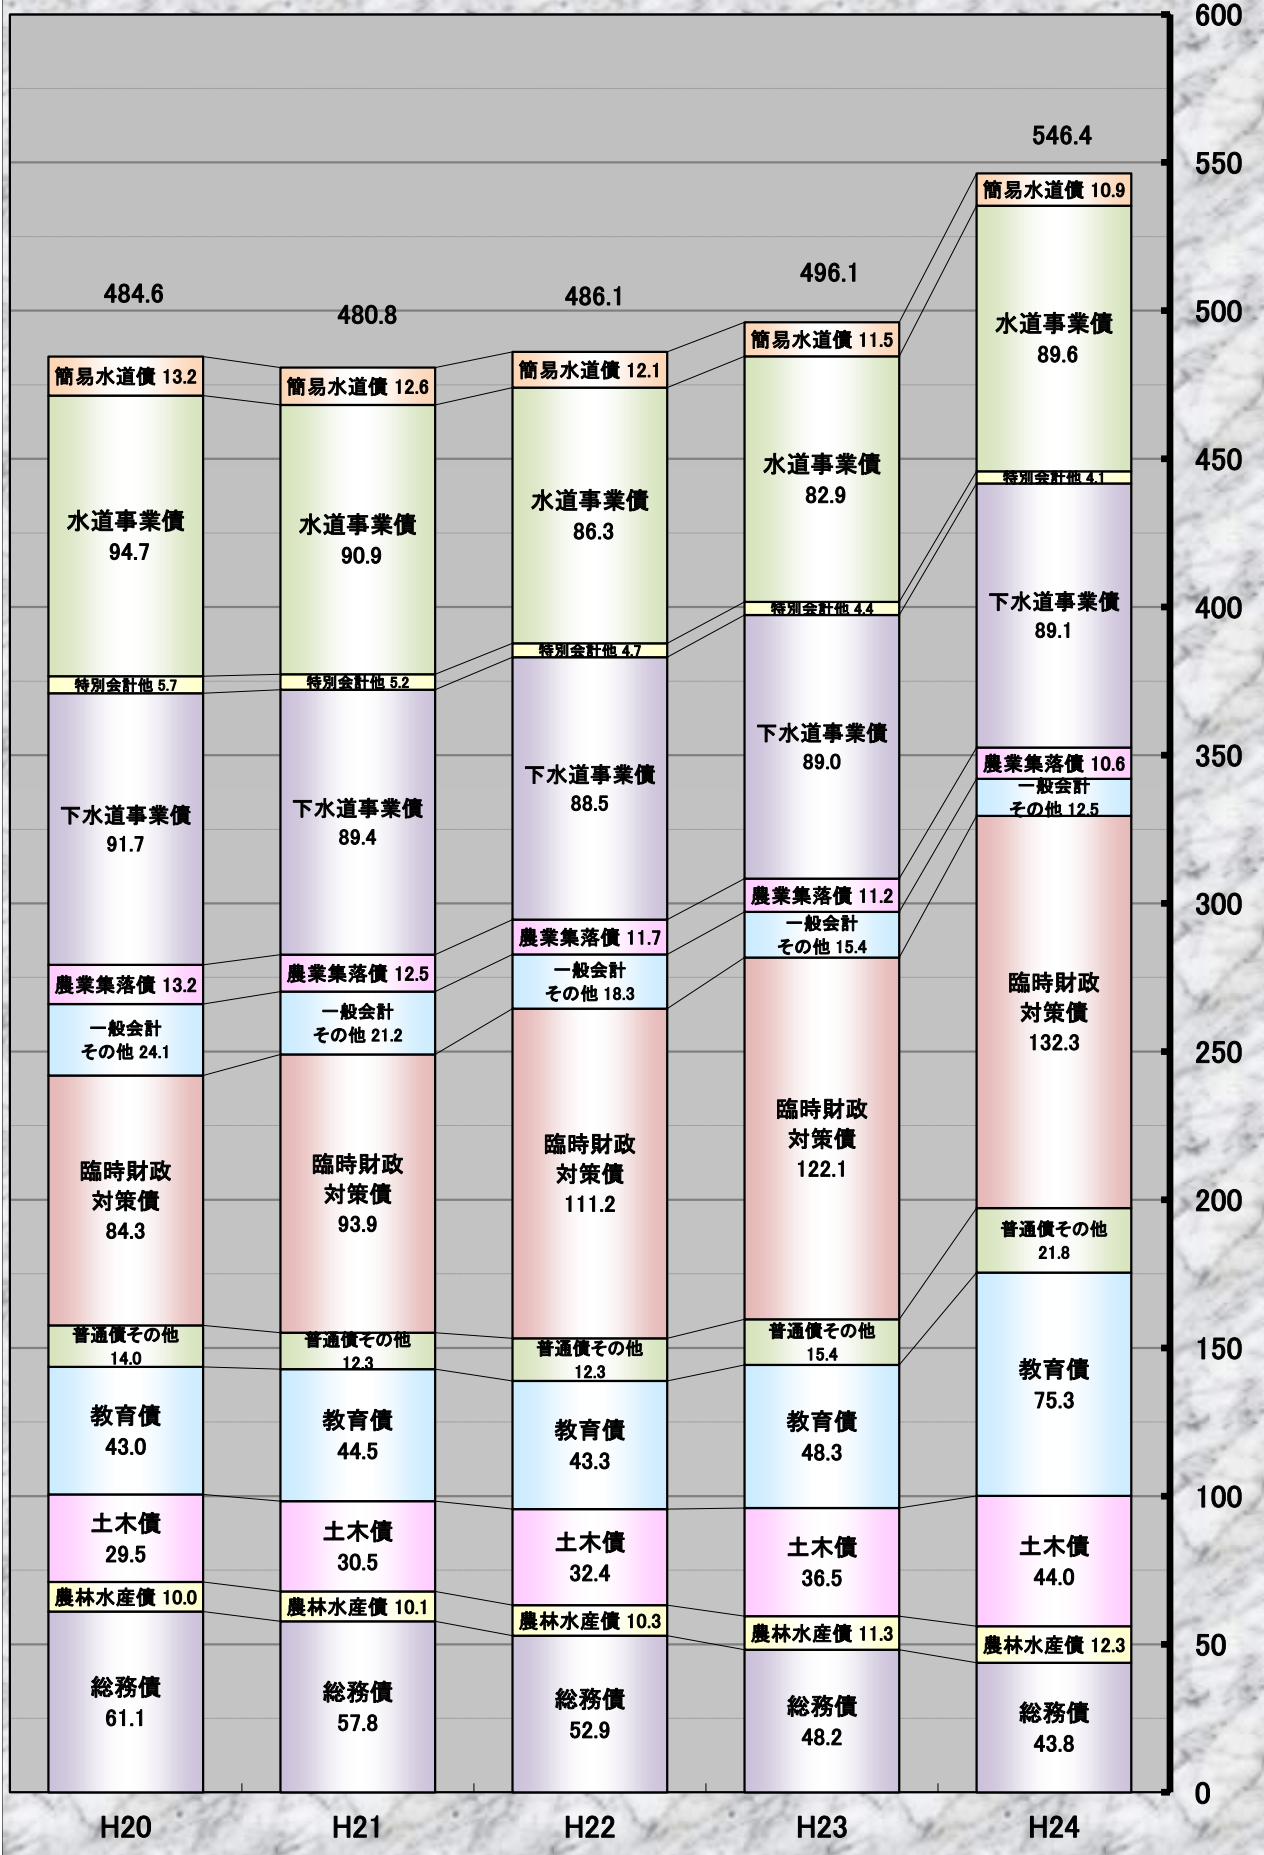 600
550
500
450
400
350
300
250
200
150
100
50
0
484.6
簡易水道債 13.2
水道事業債
94.7
特別会計他 5.7
下水道事業債
91.7
農業集落債 13.2
一般会計
その他 24.1
臨時財政
対策債
84.3
普通債その他
14.0
教育債
43.0
土木債
29.5
農林水産債 10.0
総務債
61.1
H20
480.8
簡易水道債 12.6
水道事業債
90.9
特別会計他 5.2
下水道事業債
89.4
農業集落債 12.5
一般会計
その他 21.2
臨時財政
対策債
93.9
普通債その他
12.3
教育債
44.5
土木債
30.5
農林水産債 10.1
総務債
57.8
H21
486.1
簡易水道債 12.1
水道事業債
86.3
特別会計他 4.7
下水道事業債
88.5
農業集落債 11.7
一般会計
その他 18.3
臨時財政
対策債
111.2
普通債その他
12.3
教育債
43.3
土木債
32.4
農林水産債 10.3
総務債
52.9
H22
496.1
簡易水道債 11.5
水道事業債
82.9
特別会計他 4.4
下水道事業債
89.0
農業集落債 11.2
一般会計
その他 15.4
臨時財政
対策債
122.1
普通債その他
15.4
教育債
48.3
土木債
36.5
農林水産債 11.3
総務債
48.2
H23
546.4
簡易水道債 10.9
水道事業債
89.6
特別会計他 4.1
下水道事業債
89.1
農業集落債 10.6
一般会計
その他 12.5
臨時財政
対策債
132.3
普通債その他
21.8
教育債
75.3
土木債
44.0
農林水産債 12.3
総務債
43.8
H24